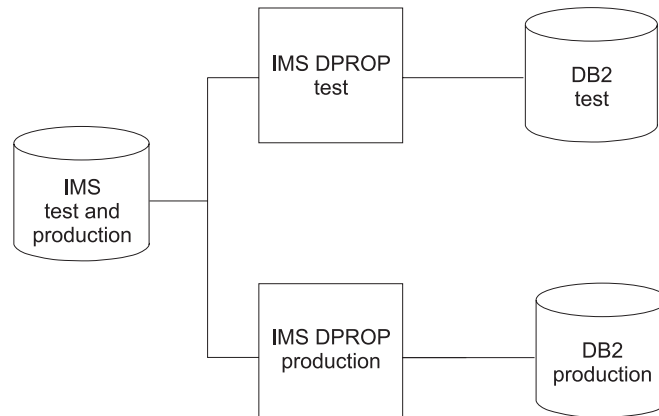 IMS DPROP
test
DB2
test
IMS
test and
production
IMS DPROP
production
DB2
production